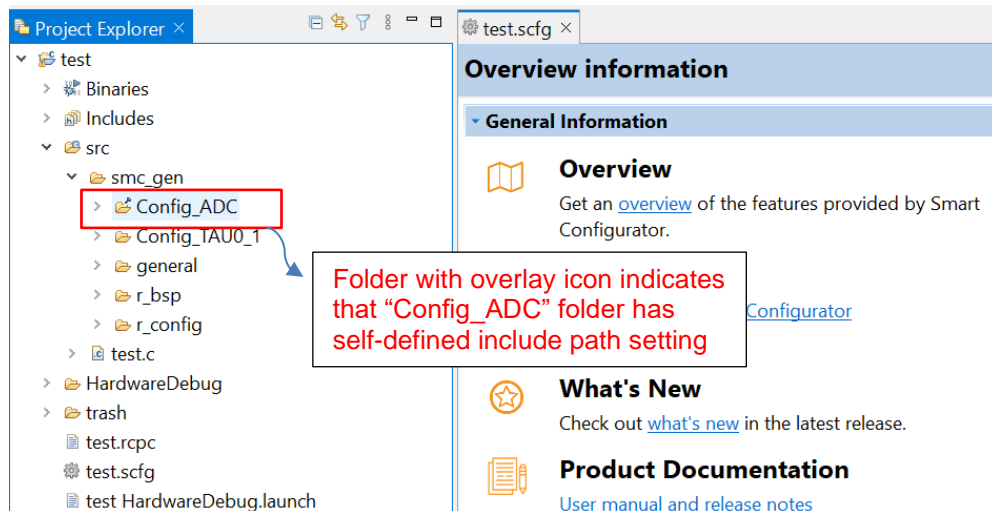 Project Explorer
test
Binaries
Includes
src
smc_gen
Config_ADC
Config_TAU0_1
general
r_bsp
r_config
test.c
HardwareDebug
trash
test.rcpc
test.scfg
test HardwareDebug.launch
test.scfg
Overview information
General Information
Overview
Get an overview of the features provided by Smart
Configurator.
Configurator
Folder with overlay icon indicates
that “Config_ADC” folder has
self-defined include path setting
What's New
Check out what's new in the latest release.
Product Documentation
User manual and release notes